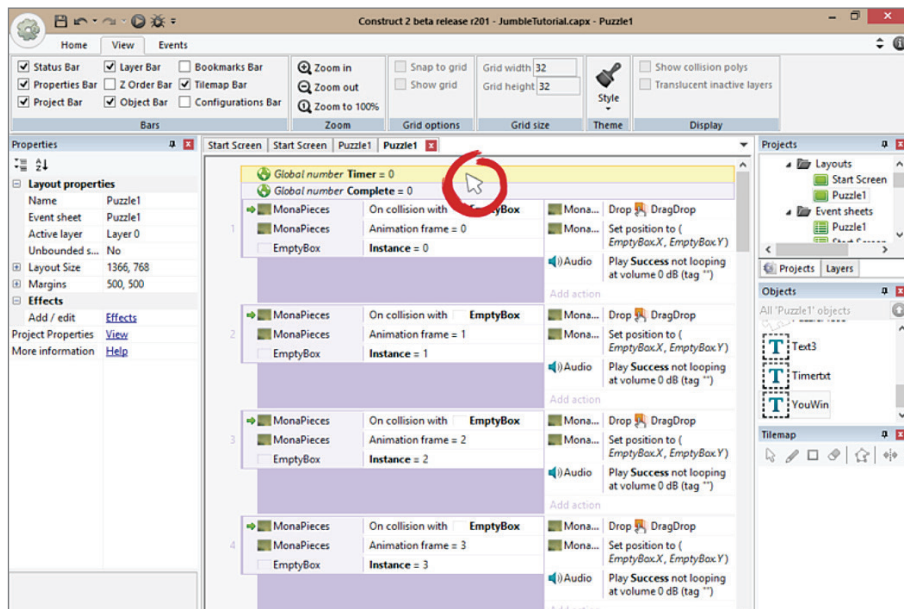 Construct 2 beta release r201 - JumbleTutorial.capx - Puzzle1
Home View Events
Status Bar Layer Bar Bookmarks Bar
Properties Bar Z Order Bar Tilemap Bar
Project Bar Object Bar Configurations Bar
Bars
Zoom in
Zoom out
Zoom to 100%
Zoom
Snap to grid
Show grid
Grid options
Grid width 32
Grid height 32
Grid size
Style
Theme
Show collision polys
Translucent inactive layers
Display
Properties
Layout properties
Name Puzzle1
Event sheet Puzzle1
Active layer Layer 0
Unbounded s... No
Layout Size 1366, 768
Margins 500, 500
Effects
Add / edit Effects
Project Properties View
More information Help
Start Screen Start Screen Puzzle1 Puzzle1
Global number Timer = 0
Global number Complete = 0
1
MonaPieces On collision with EmptyBox
MonaPieces Animation frame = 0
EmptyBox Instance = 0
Mona... Drop DragDrop
Mona... Set position to (
EmptyBox.X, EmptyBox.Y)
Audio Play Success not looping
at volume 0 dB (tag "")
Add action
2
MonaPieces On collision with EmptyBox
MonaPieces Animation frame = 1
EmptyBox Instance = 1
Mona... Drop DragDrop
Mona... Set position to (
EmptyBox.X, EmptyBox.Y)
Audio Play Success not looping
at volume 0 dB (tag "")
Add action
3
MonaPieces On collision with EmptyBox
MonaPieces Animation frame = 2
EmptyBox Instance = 2
Mona... Drop DragDrop
Mona... Set position to (
EmptyBox.X, EmptyBox.Y)
Audio Play Success not looping
at volume 0 dB (tag "")
Add action
4
MonaPieces On collision with EmptyBox
MonaPieces Animation frame = 3
EmptyBox Instance = 3
Mona... Drop DragDrop
Mona... Set position to (
EmptyBox.X, EmptyBox.Y)
Audio Play Success not looping
at volume 0 dB (tag "")
Projects
Layouts
Start Screen
Puzzle1
Event sheets
Puzzle1
Projects Layers
Objects
All 'Puzzle1' objects
Text3
Timertxt
YouWin
Tilemap